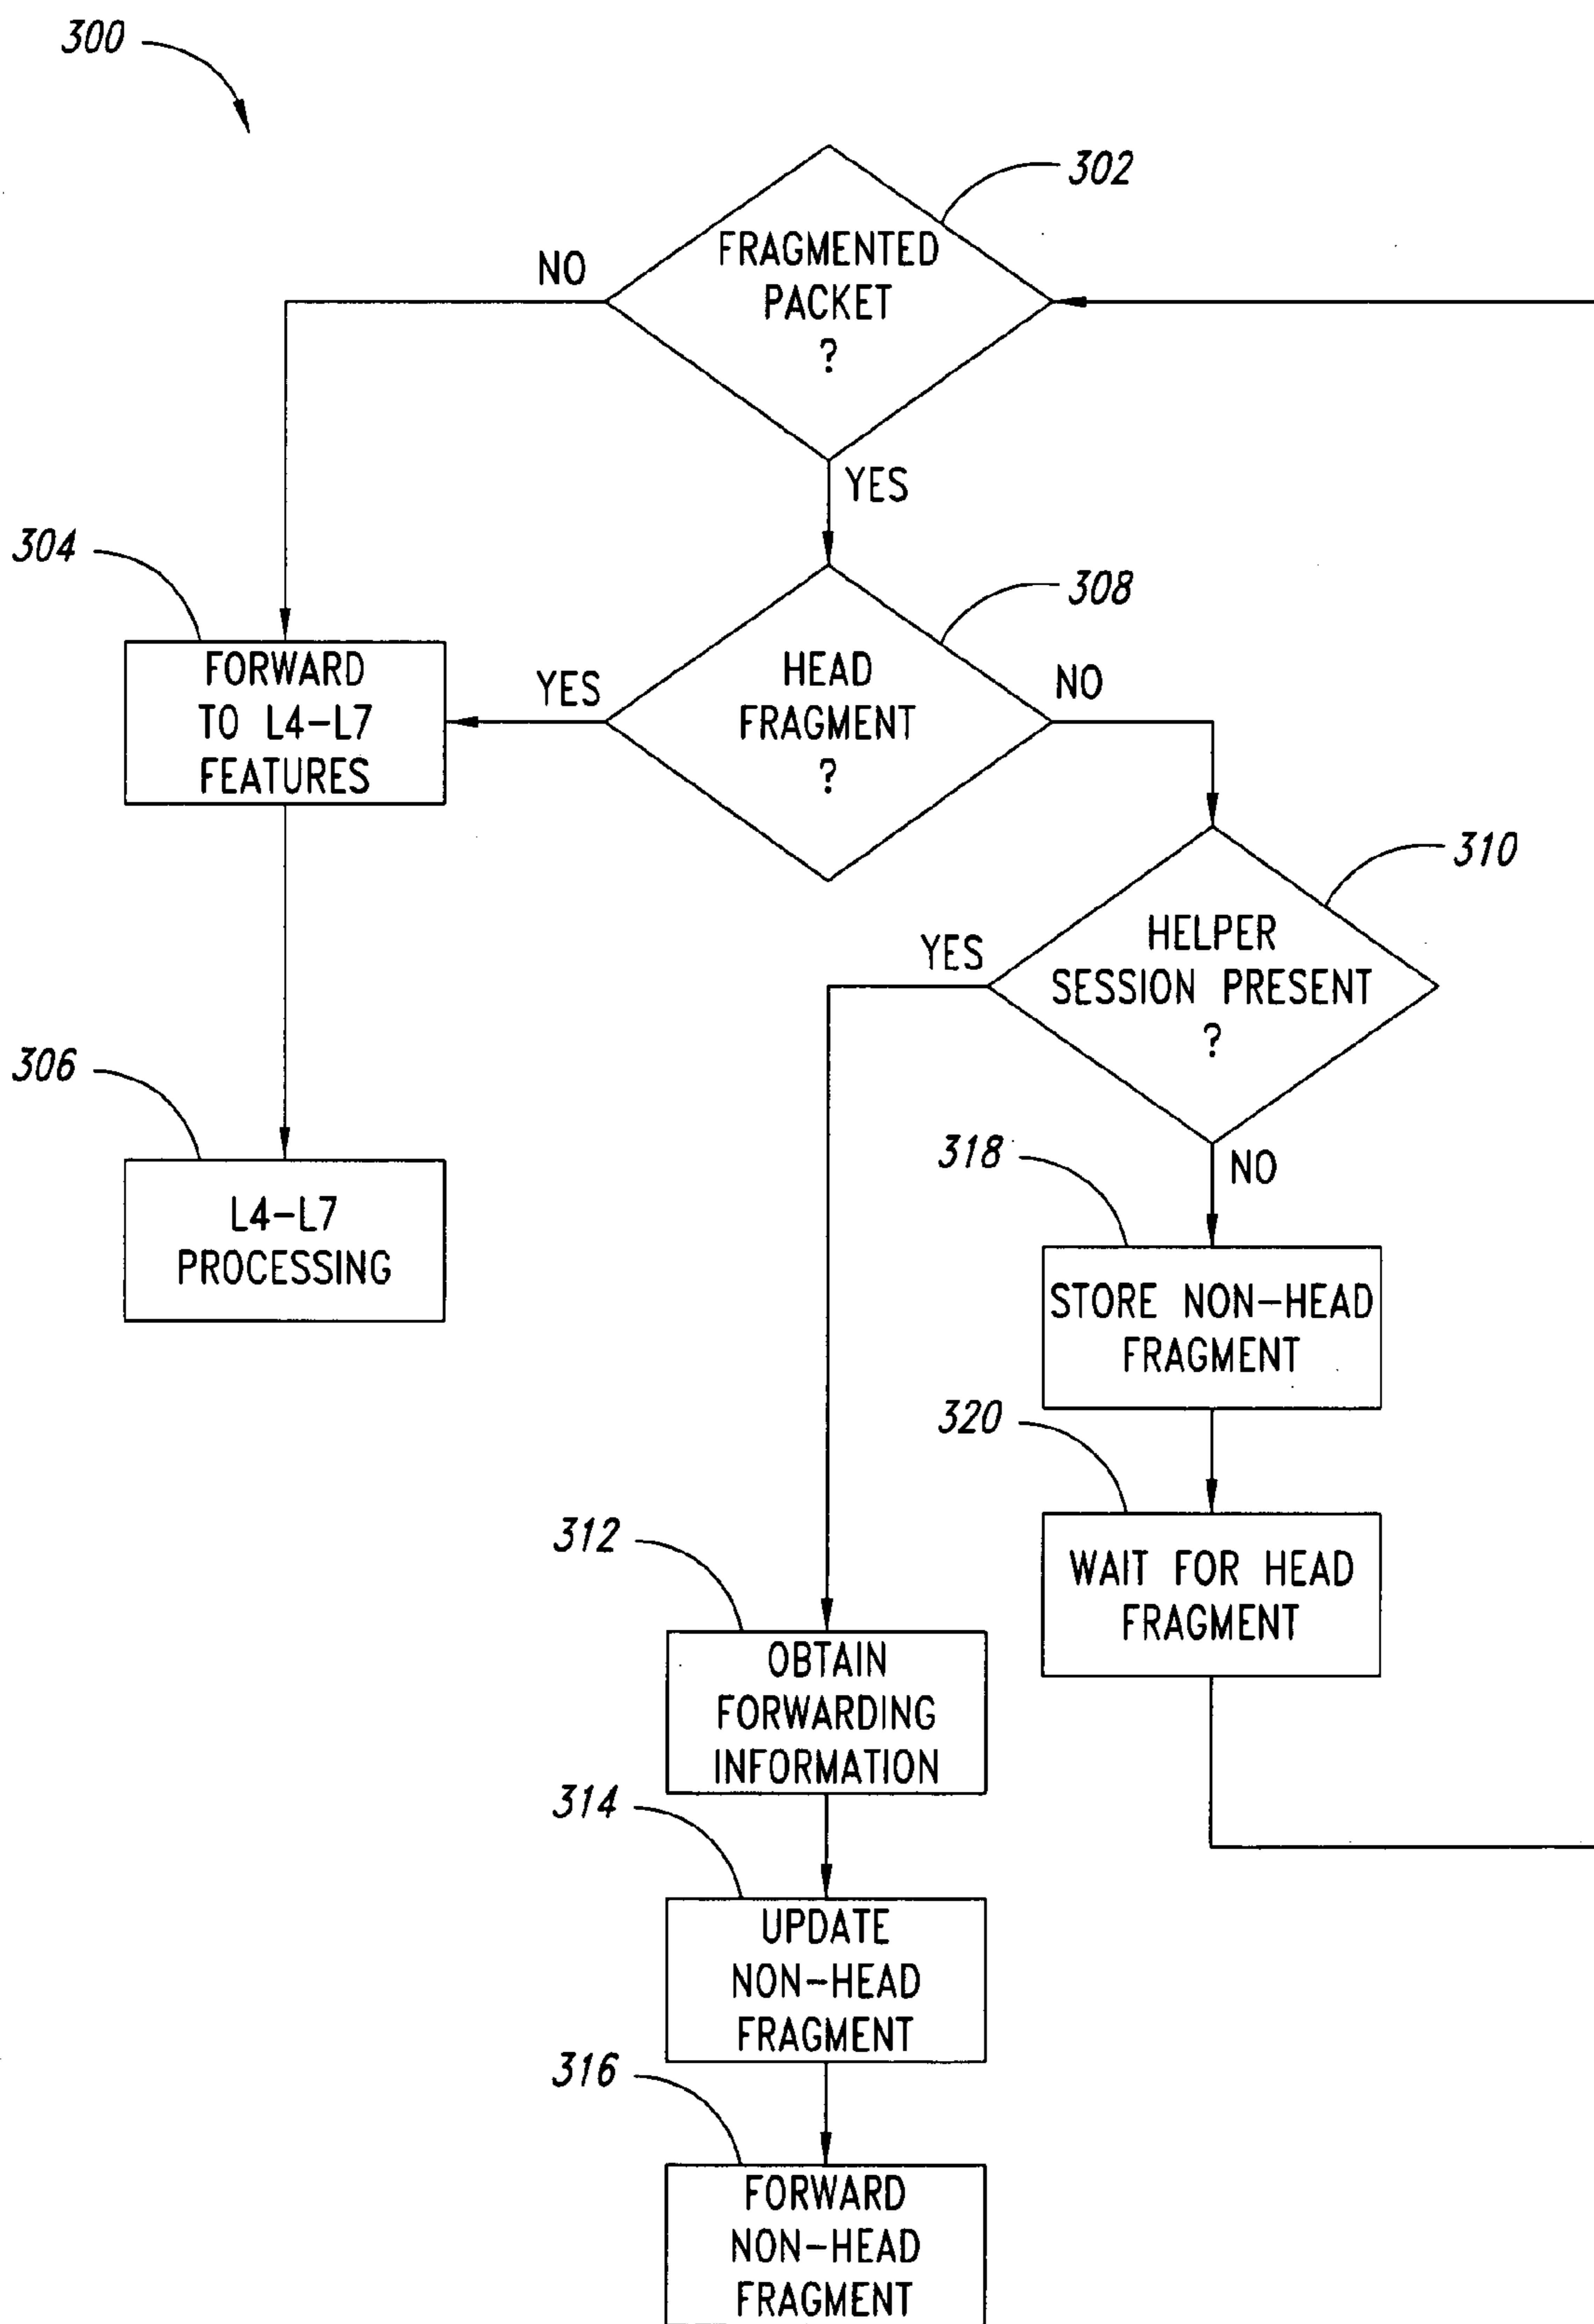 300
302
FRAGMENTED
PACKET
?
NO
YES
304
308
FORWARD
TO L4-L7
FEATURES
YES
HEAD
FRAGMENT
?
NO
310
HELPER
SESSION PRESENT
?
YES
306
L4-L7
PROCESSING
318
NO
STORE NON-HEAD
FRAGMENT
320
WAIT FOR HEAD
FRAGMENT
312
OBTAIN
FORWARDING
INFORMATION
314
UPDATE
NON-HEAD
FRAGMENT
316
FORWARD
NON-HEAD
FRAGMENT